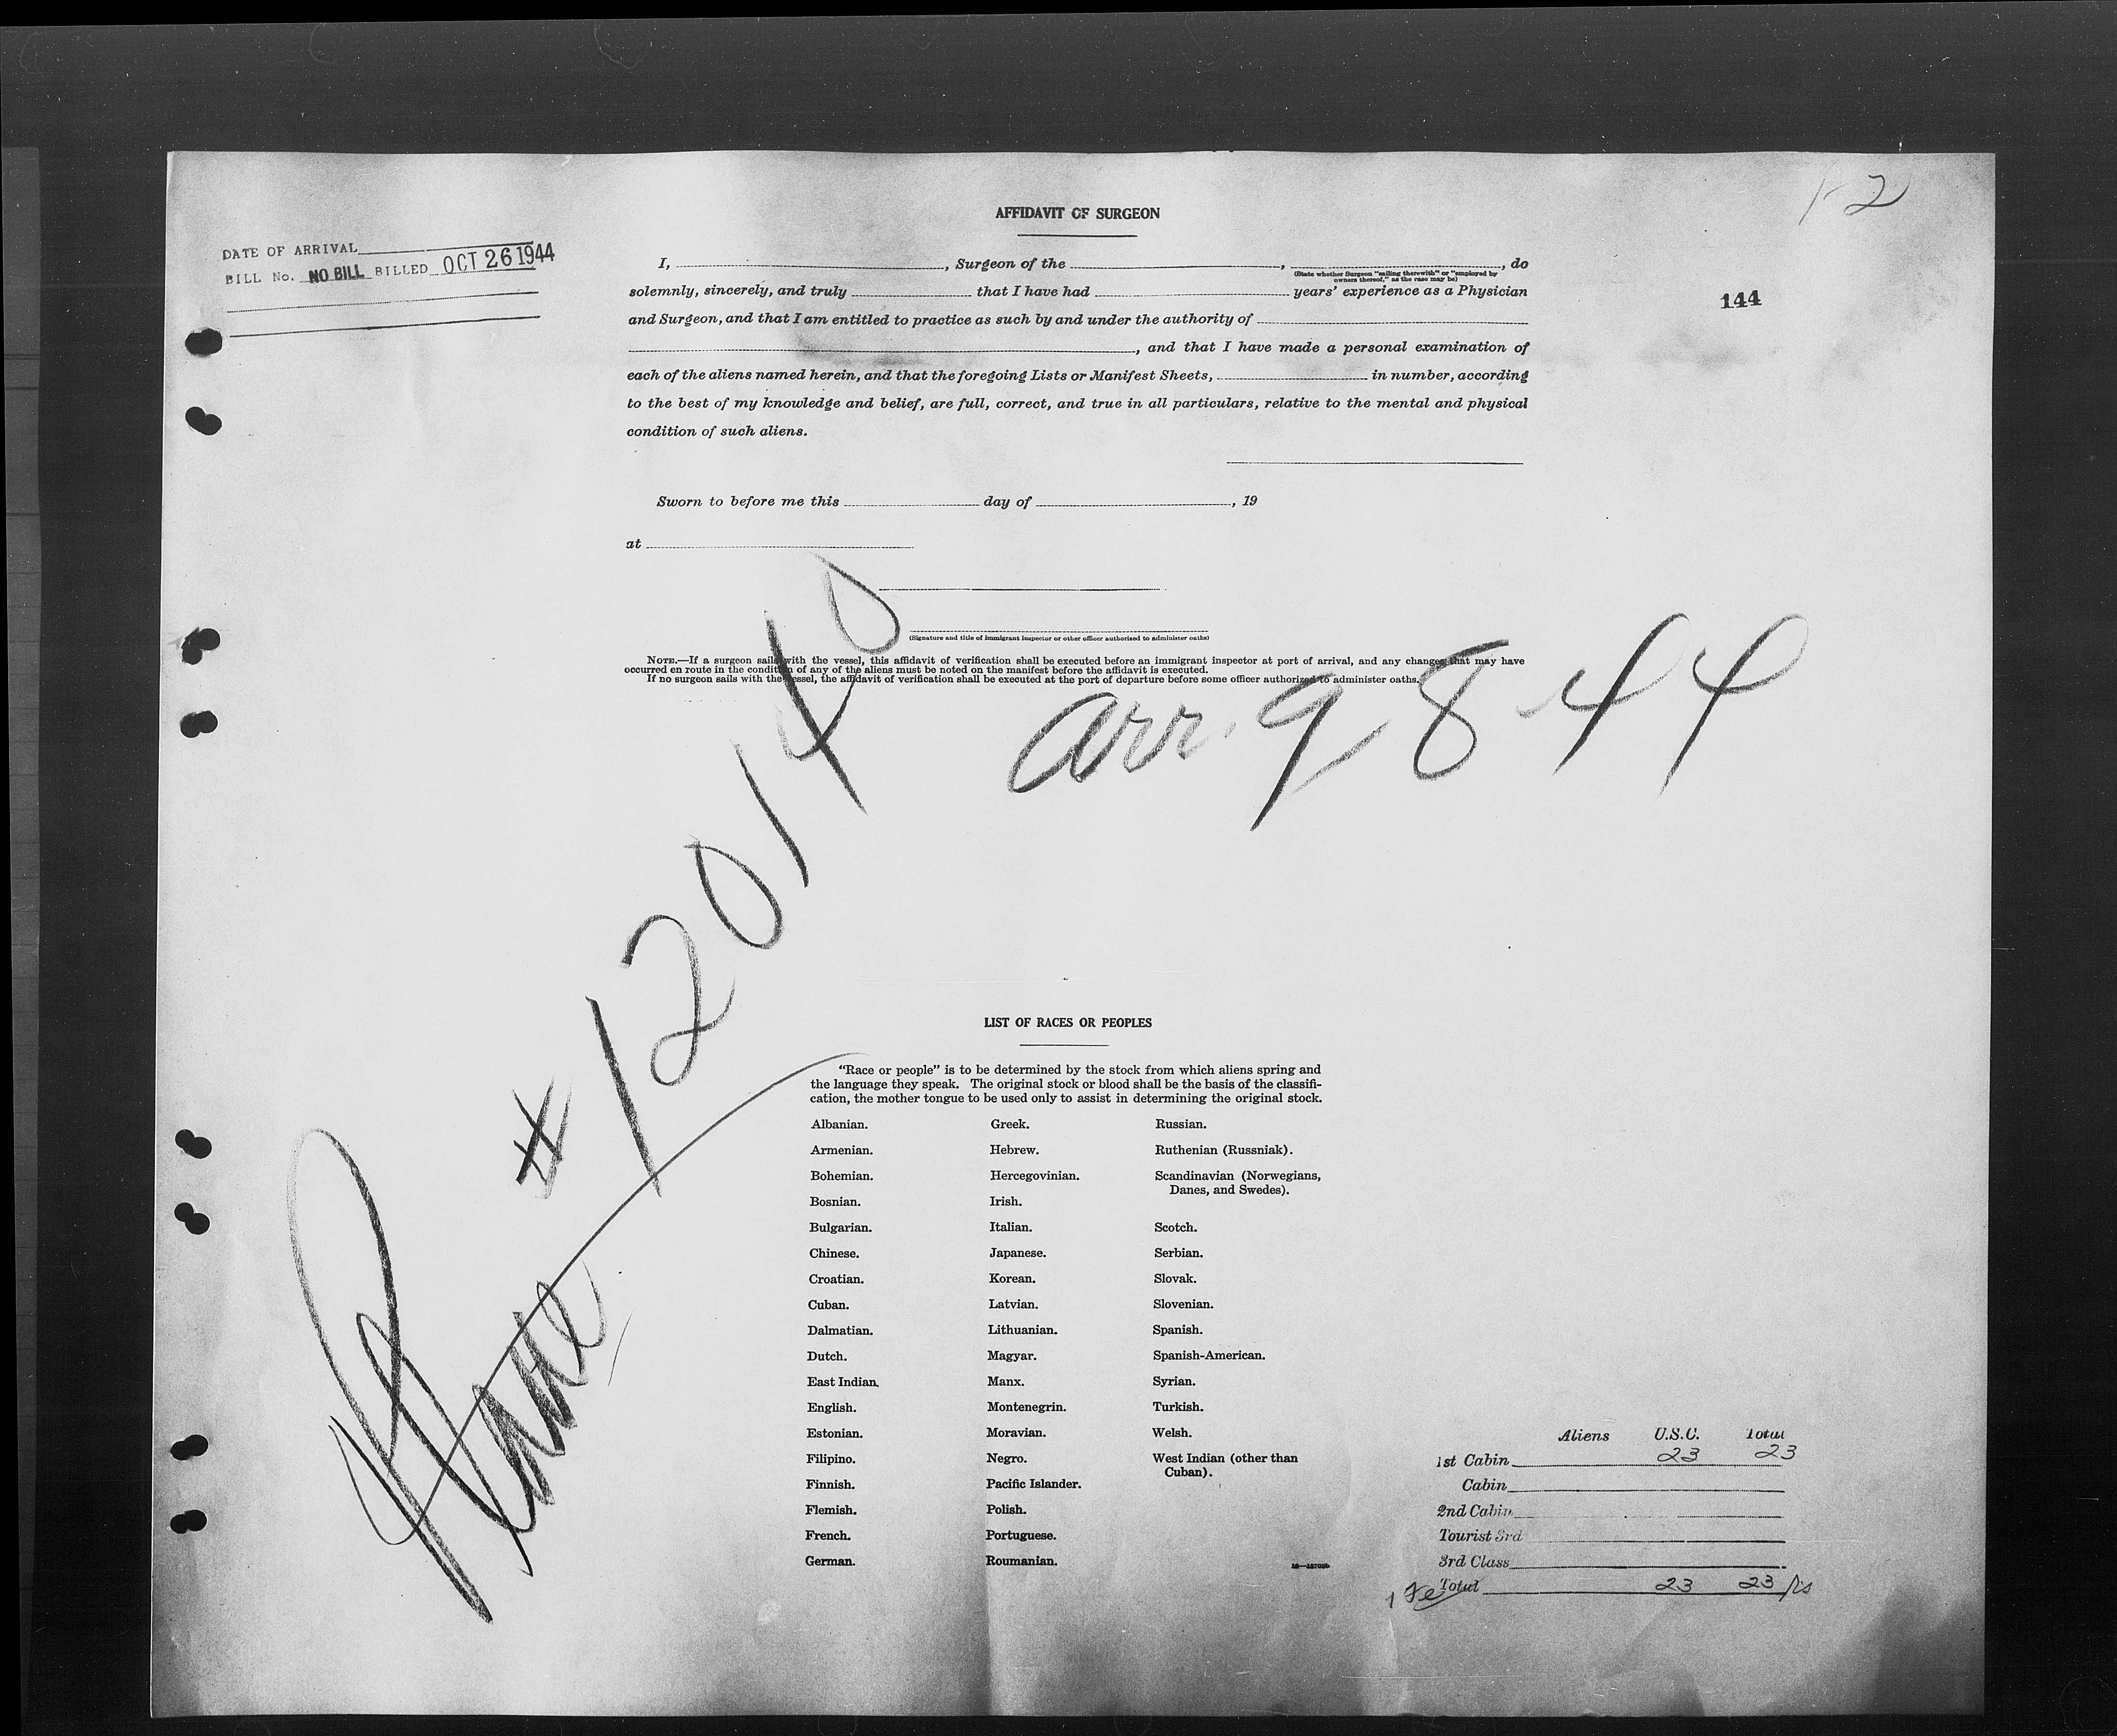 1-2
AFFIDAVIT OF SURGEON
DATE OF ARRIVAL
BILL No. NO BILL BILLED OCT 26 1944
144
I, , Surgeon of the , , do
(State whether Surgeon "sailing therewith" or "employed by
owners thereof," as the case may be)
solemnly, sincerely, and truly that I have had years' experience as a Physician
and Surgeon, and that I am entitled to practice as such by and under the authority of
, and that I have made a personal examination of
each of the aliens named herein, and that the foregoing Lists or Manifest Sheets, in number, according
to the best of my knowledge and belief, are full, correct, and true in all particulars, relative to the mental and physical
condition of such aliens.
Sworn to before me this day of , 19
at
(Signature and title of immigrant inspector or other officer authorized to administer oaths)
NOTE.—If a surgeon sails with the vessel, this affidavit of verification shall be executed before an immigrant inspector at port of arrival, and any changes that may have
occurred en route in the condition of any of the aliens must be noted on the manifest before the affidavit is executed.
If no surgeon sails with the vessel, the affidavit of verification shall be executed at the port of departure before some officer authorized to administer oaths.
arr. 9-8-44
Plane #120140
LIST OF RACES OR PEOPLES
"Race or people" is to be determined by the stock from which aliens spring and
the language they speak. The original stock or blood shall be the basis of the classifi-
cation, the mother tongue to be used only to assist in determining the original stock.
Albanian. Greek. Russian.
Armenian. Hebrew. Ruthenian (Russniak).
Bohemian. Hercegovinian. Scandinavian (Norwegians,
Danes, and Swedes).
Bosnian. Irish.
Bulgarian. Italian. Scotch.
Chinese. Japanese. Serbian.
Croatian. Korean. Slovak.
Cuban. Latvian. Slovenian.
Dalmatian. Lithuanian. Spanish.
Dutch. Magyar. Spanish-American.
East Indian. Manx. Syrian.
English. Montenegrin. Turkish.
Estonian. Moravian. Welsh.
Filipino. Negro. West Indian (other than
Cuban).
Finnish. Pacific Islander.
Flemish. Polish.
French. Portuguese.
German. Roumanian.
Aliens U.S.C. Total
1st Cabin 23 23
Cabin
2nd Cabin
Tourist 3rd
3rd Class
Total 23 23